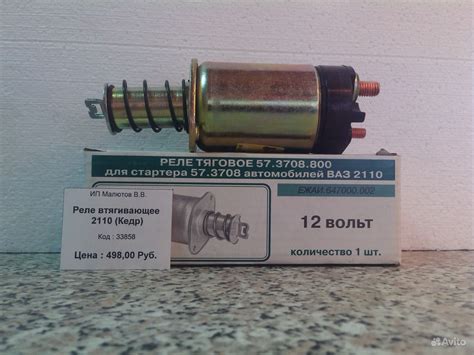 РЕЛЕ ТЯГОВОЕ 57.3708.800
для стартера 57.3708 автомобилей ВАЗ 2110
ЕЖАИ.647000.002
12 вольт
количество 1 шт.
ИП Малютов В.В.
Реле втягивающее
2110 (Кедр)
Код : 33858
Цена : 498,00 Руб.
Avito